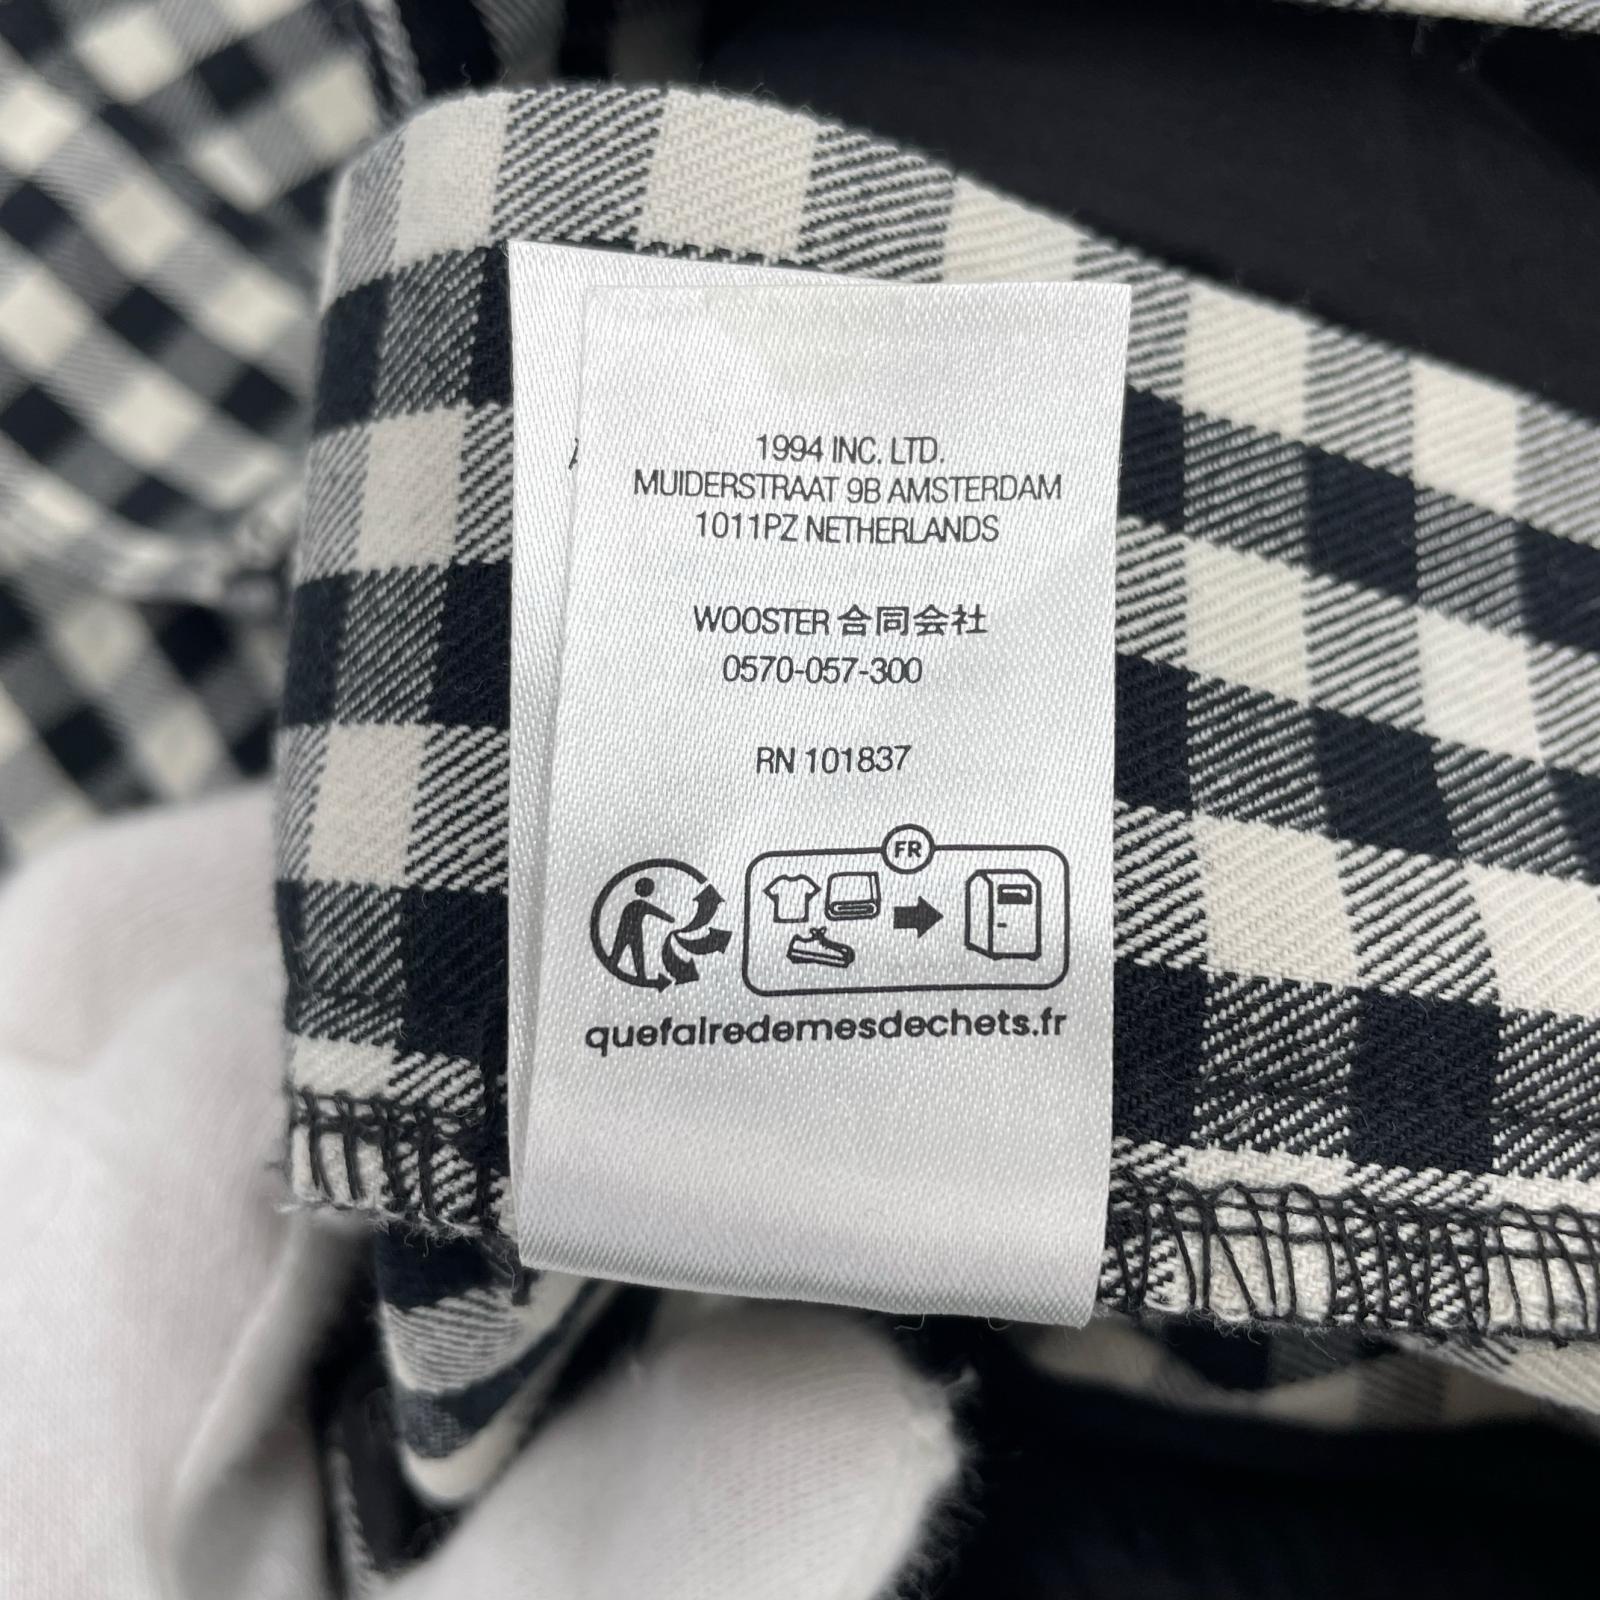 1994 INC. LTD.
MUIDERSTRAAT 9B AMSTERDAM
1011PZ NETHERLANDS
WOOSTER 合同会社
0570-057-300
RN 101837
FR
quefairedemesdechets.fr